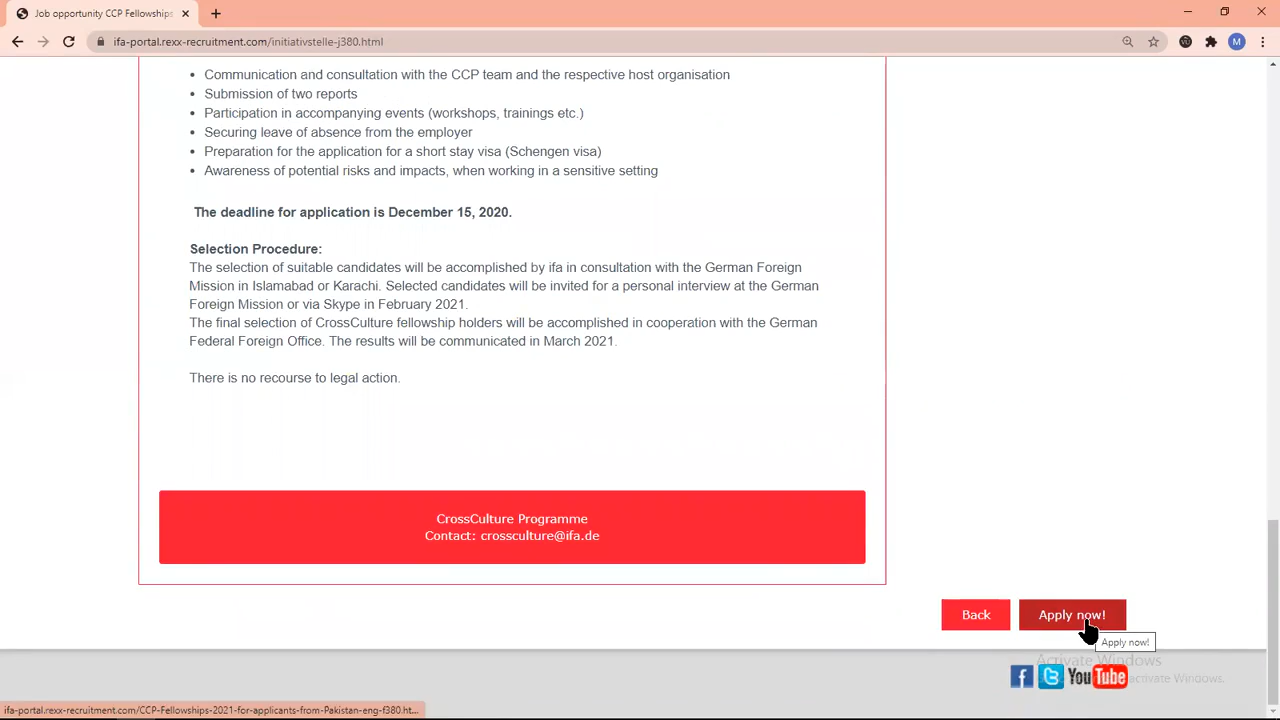 Job opportunity CCP Fellowships
ifa-portal.rexx-recruitment.com/initiativstelle-j380.html
M
• Communication and consultation with the CCP team and the respective host organisation
• Submission of two reports
• Participation in accompanying events (workshops, trainings etc.)
• Securing leave of absence from the employer
• Preparation for the application for a short stay visa (Schengen visa)
• Awareness of potential risks and impacts, when working in a sensitive setting
The deadline for application is December 15, 2020.
Selection Procedure:
The selection of suitable candidates will be accomplished by ifa in consultation with the German Foreign
Mission in Islamabad or Karachi. Selected candidates will be invited for a personal interview at the German
Foreign Mission or via Skype in February 2021.
The final selection of CrossCulture fellowship holders will be accomplished in cooperation with the German
Federal Foreign Office. The results will be communicated in March 2021.
There is no recourse to legal action.
CrossCulture Programme
Contact: crossculture@ifa.de
Back
Apply now!
Apply now!
Activate Windows
activate Windows.
You Tube
ifa-portal.rexx-recruitment.com/CCP-Fellowships-2021-for-applicants-from-Pakistan-eng-f380.ht...